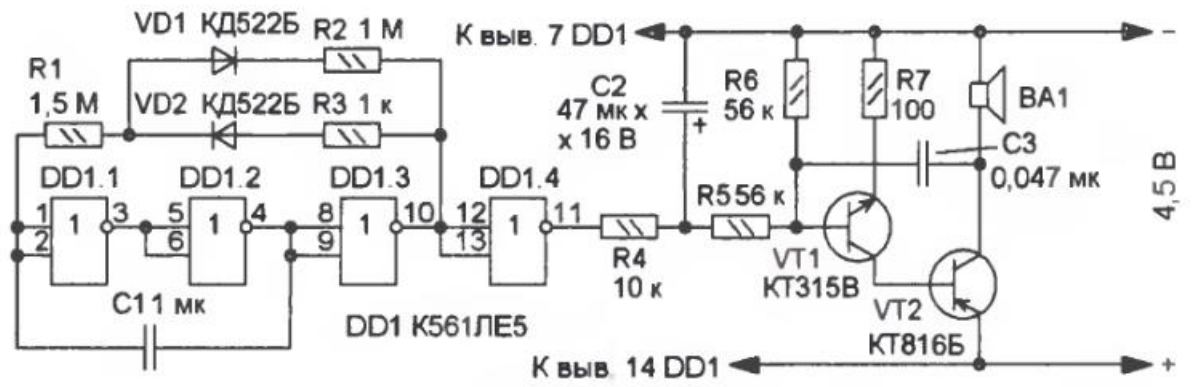 VD1 КД522Б
R2 1 М
К выв. 7 DD1
−
R1
1,5 М
VD2 КД522Б
R3 1 к
C2
47 мк х
х 16 В
+
R6
56 к
R7
100
BA1
C3
0,047 мк
4,5 В
DD1.1
DD1.2
DD1.3
DD1.4
1
2
1
3
5
6
1
4
8
9
1
10
12
13
1
11
R4
10 к
R5 56 к
VT1
КТ315В
VT2
КТ816Б
C1 1 мк
DD1 К561ЛЕ5
К выв. 14 DD1
+